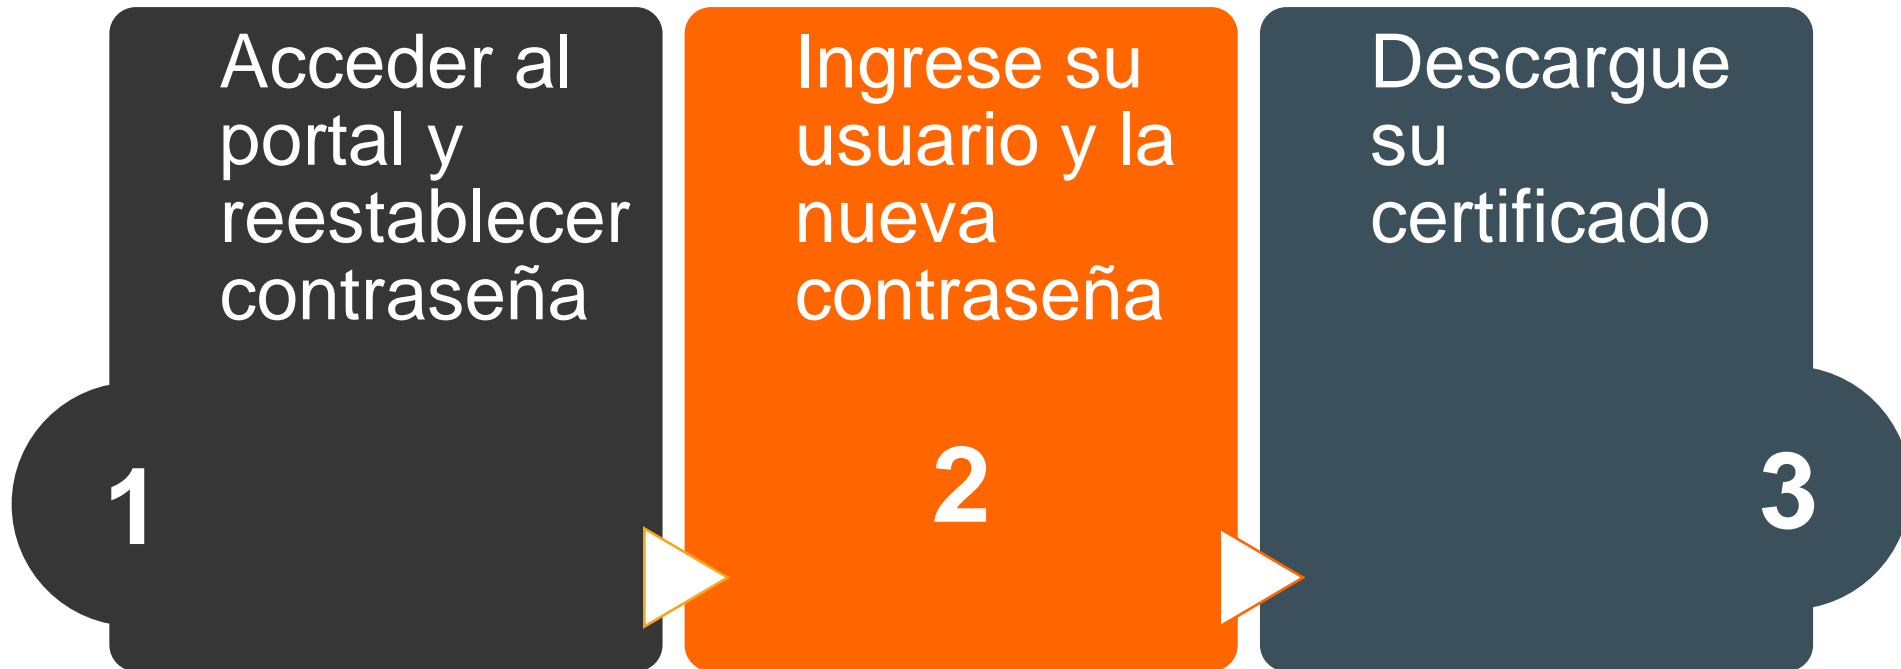 Acceder al
portal y
reestablecer
contraseña
1
Ingrese su
usuario y la
nueva
contraseña
2
Descargue
su
certificado
3